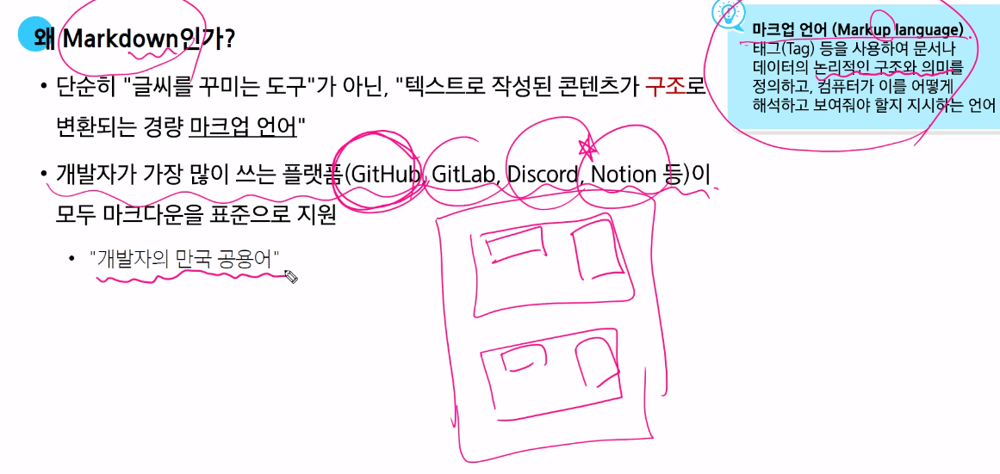 왜 Markdown인가?
• 단순히 "글씨를 꾸미는 도구"가 아닌, "텍스트로 작성된 콘텐츠가 구조로
변환되는 경량 마크업 언어"
• 개발자가 가장 많이 쓰는 플랫폼(GitHub, GitLab, Discord, Notion 등)이
모두 마크다운을 표준으로 지원
• "개발자의 만국 공용어"
마크업 언어 (Markup language)
태그(Tag) 등을 사용하여 문서나
데이터의 논리적인 구조와 의미를
정의하고, 컴퓨터가 이를 어떻게
해석하고 보여줘야 할지 지시하는 언어